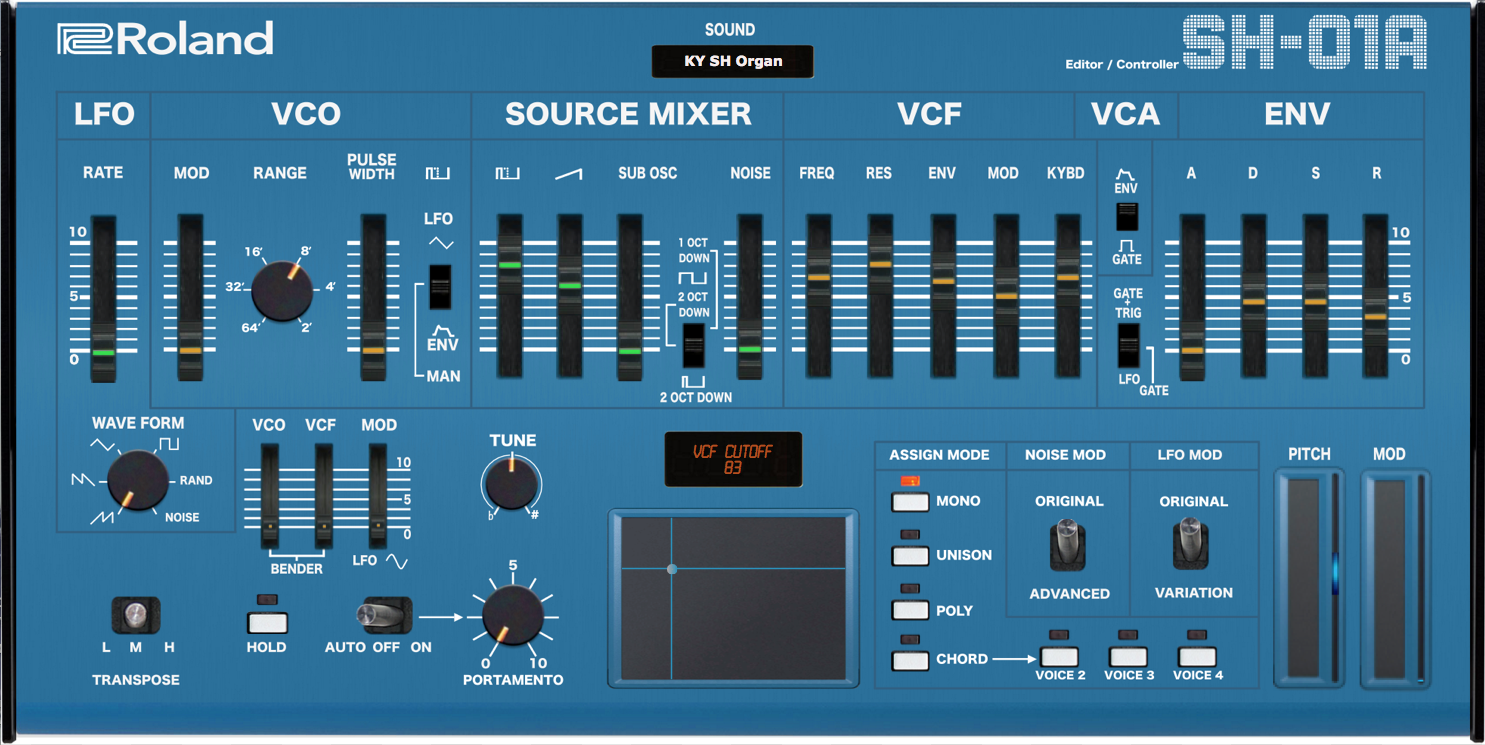 Roland
SOUND
KY SH Organ
Editor / Controller
SH-01A
LFO
VCO
SOURCE MIXER
VCF
VCA
ENV
RATE
MOD
RANGE
PULSE
WIDTH
SUB OSC
NOISE
FREQ
RES
ENV
MOD
KYBD
ENV
GATE
A
D
S
R
10
5
0
16'
8'
32'
4'
64'
2'
LFO
ENV
MAN
1 OCT
DOWN
2 OCT
DOWN
2 OCT DOWN
GATE
+
TRIG
LFO
GATE
10
5
0
WAVE FORM
RAND
NOISE
VCO
VCF
MOD
10
5
0
BENDER
LFO
TUNE
b
#
VCF CUTOFF
83
ASSIGN MODE
MONO
UNISON
POLY
CHORD
NOISE MOD
ORIGINAL
ADVANCED
LFO MOD
ORIGINAL
VARIATION
VOICE 2
VOICE 3
VOICE 4
PITCH
MOD
L M H
TRANSPOSE
HOLD
AUTO OFF ON
5
0
10
PORTAMENTO